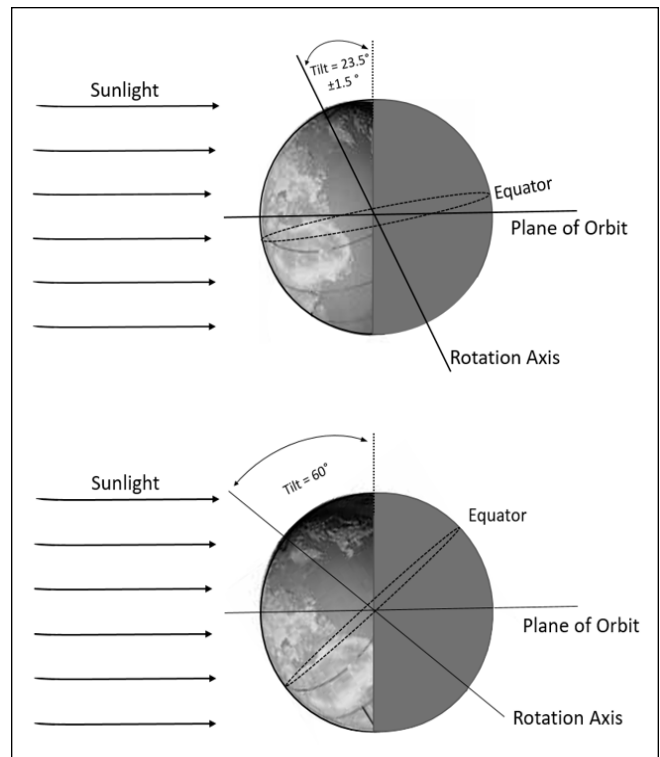 Tilt = 23.5°
±1.5 °
Sunlight
Equator
Plane of Orbit
Rotation Axis
Tilt = 60°
Sunlight
Equator
Plane of Orbit
Rotation Axis